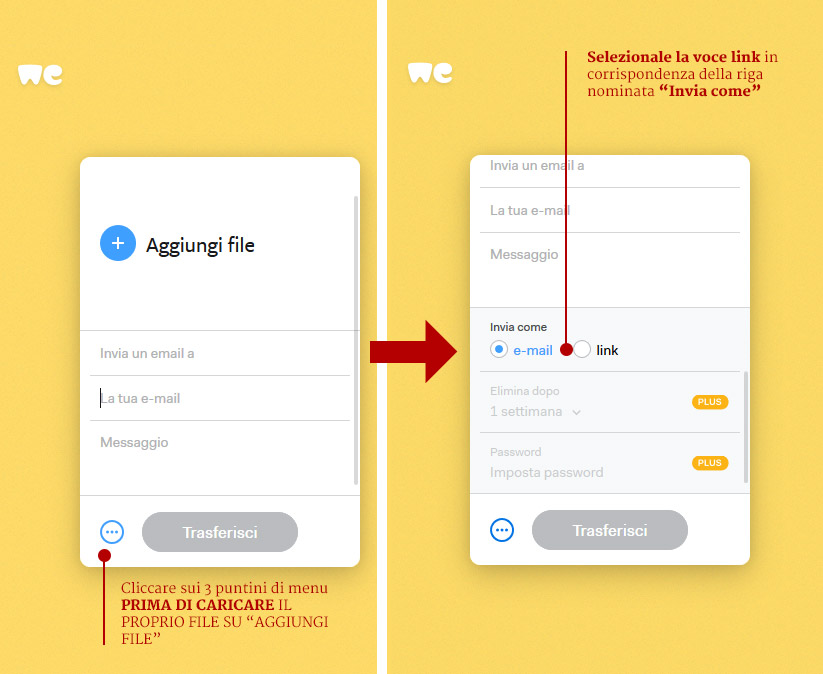 we
Aggiungi file
Invia un email a
La tua e-mail
Messaggio
Trasferisci
Cliccare sui 3 puntini di menu
PRIMA DI CARICARE IL
PROPRIO FILE SU “AGGIUNGI
FILE”
we
Selezionale la voce link in
corrispondenza della riga
nominata “Invia come”
Invia un email a
La tua e-mail
Messaggio
Invia come
e-mail link
Elimina dopo
1 settimana PLUS
Password
Imposta password PLUS
Trasferisci